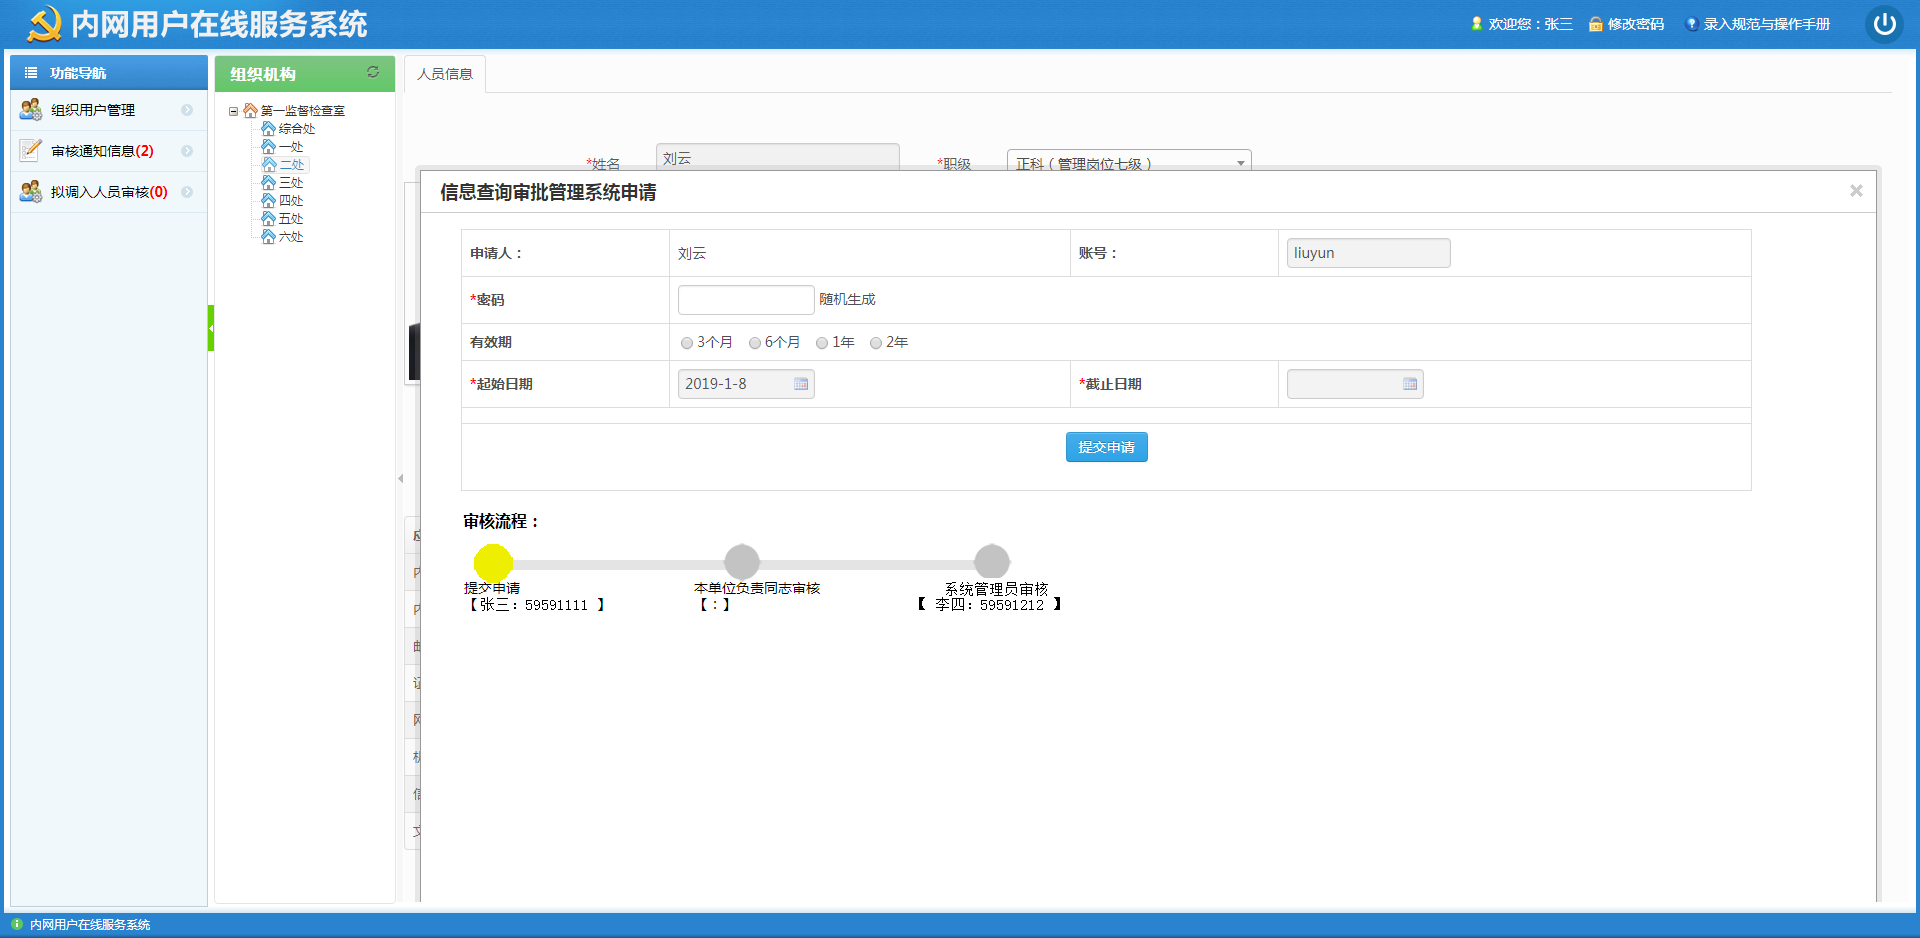 内网用户在线服务系统
欢迎您：张三 修改密码 录入规范与操作手册
功能导航
组织用户管理
审核通知信息(2)
拟调入人员审核(0)
组织机构
第一监督检查室
综合处
一处
二处
三处
四处
五处
六处
人员信息
*姓名 刘云 *职级 正科（管理岗位七级）
信息查询审批管理系统申请
申请人： 刘云 账号： liuyun
*密码 随机生成
有效期 3个月 6个月 1年 2年
*起始日期 2019-1-8 *截止日期
提交申请
审核流程：
提交申请 本单位负责同志审核 系统管理员审核
【张三：59591111 】 【：】 【 李四：59591212 】
内网用户在线服务系统